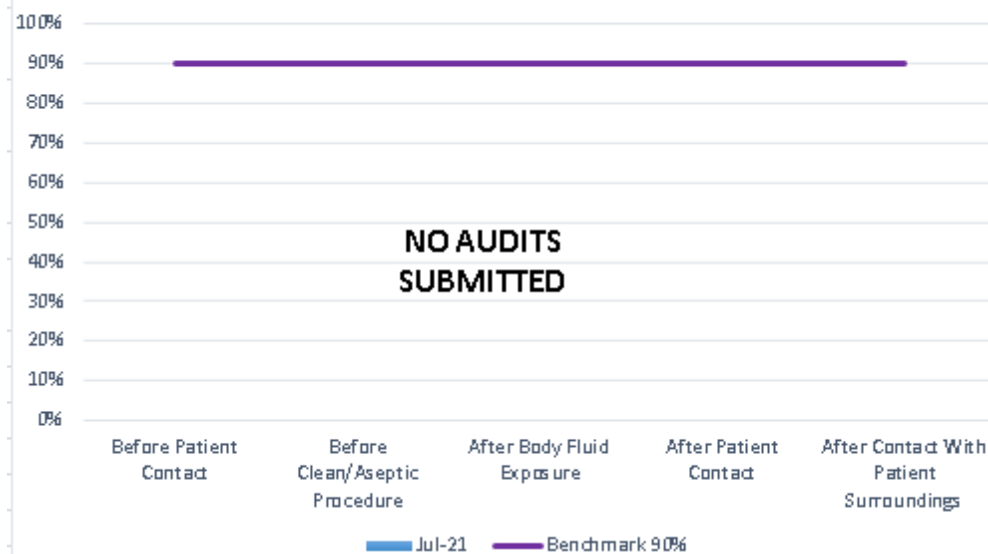 100%
90%
80%
70%
60%
50%
NO AUDITS
40%
SUBMITTED
30%
20%
10%
0%
Before Patient
Contact
Before
Clean/Aseptic
Procedure
After Body Fluid
Exposure
After Patient
Contact
After Contact With
Patient
Surroundings
Jul-21
Benchmark 90%